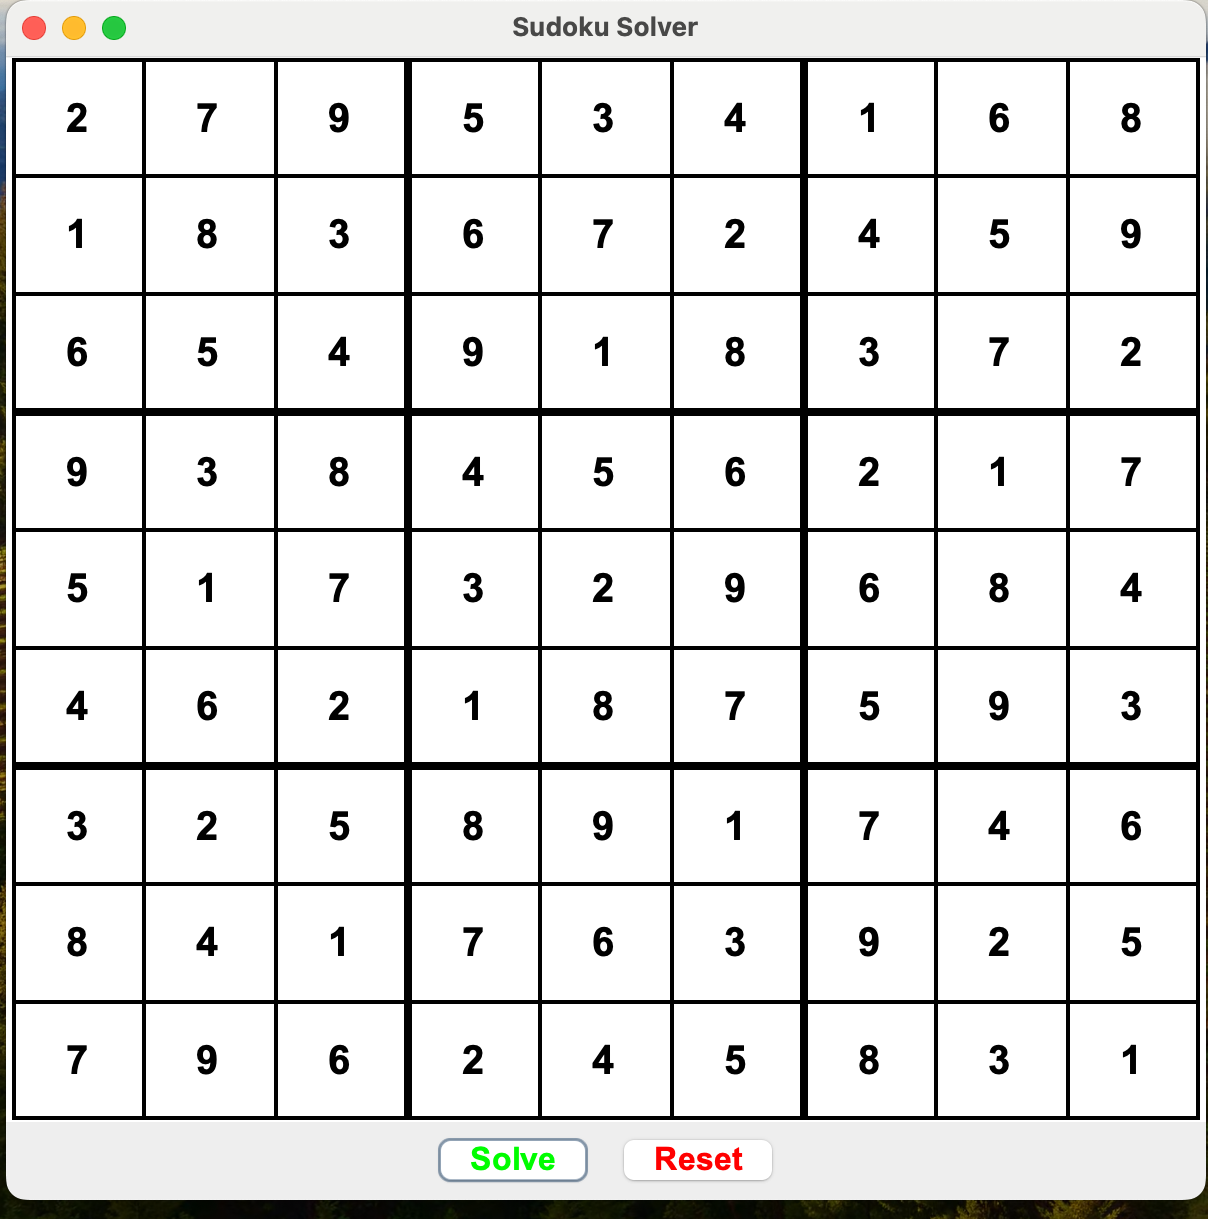 Sudoku Solver
2 7 9 5 3 4 1 6 8
1 8 3 6 7 2 4 5 9
6 5 4 9 1 8 3 7 2
9 3 8 4 5 6 2 1 7
5 1 7 3 2 9 6 8 4
4 6 2 1 8 7 5 9 3
3 2 5 8 9 1 7 4 6
8 4 1 7 6 3 9 2 5
7 9 6 2 4 5 8 3 1
Solve Reset